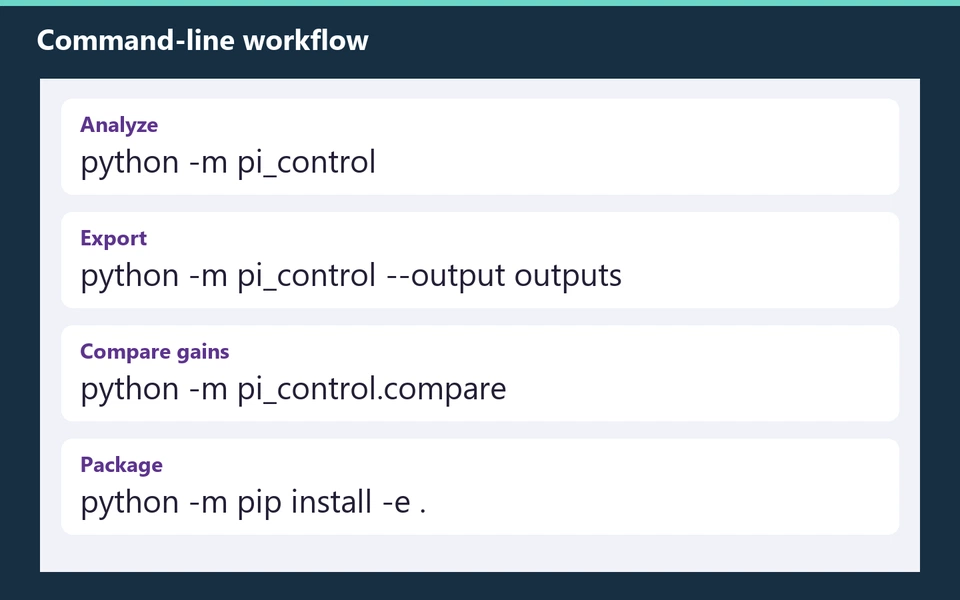 Command-line workflow
Analyze
python -m pi_control
Export
python -m pi_control --output outputs
Compare gains
python -m pi_control.compare
Package
python -m pip install -e .